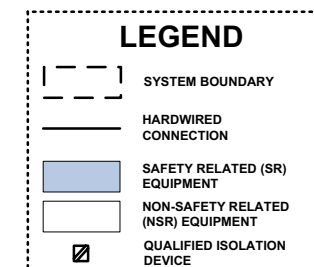 LEGEND
SYSTEM BOUNDARY
HARDWIRED
CONNECTION
SAFETY RELATED (SR)
EQUIPMENT
NON-SAFETY RELATED
(NSR) EQUIPMENT
QUALIFIED ISOLATION
DEVICE